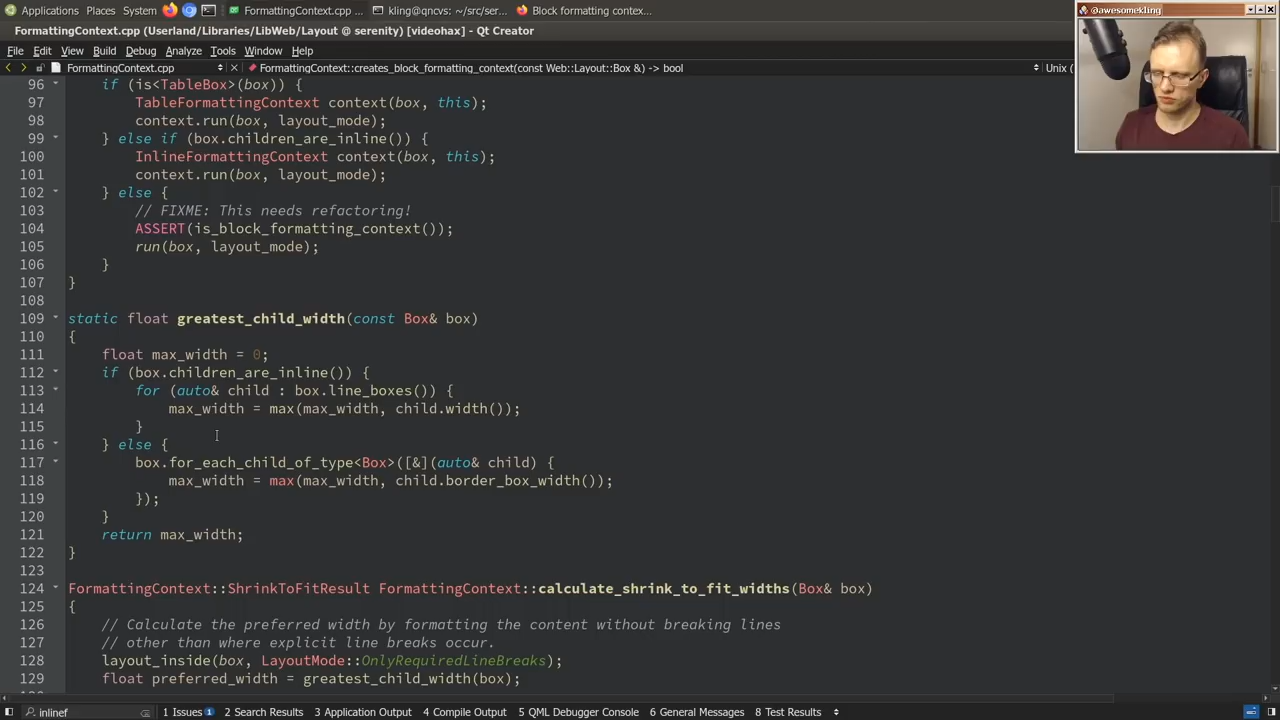 Applications Places System FormattingContext.cpp ... kling@qncvs: ~/src/ser... Block formatting contex...
@awesomekling
FormattingContext.cpp (Userland/Libraries/LibWeb/Layout @ serenity) [videohax] - Qt Creator
File Edit View Build Debug Analyze Tools Window Help
FormattingContext.cpp FormattingContext::creates_block_formatting_context(const Web::Layout::Box &) -> bool Unix (
96 if (is<TableBox>(box)) {
97 TableFormattingContext context(box, this);
98 context.run(box, layout_mode);
99 } else if (box.children_are_inline()) {
100 InlineFormattingContext context(box, this);
101 context.run(box, layout_mode);
102 } else {
103 // FIXME: This needs refactoring!
104 ASSERT(is_block_formatting_context());
105 run(box, layout_mode);
106 }
107 }
108
109 static float greatest_child_width(const Box& box)
110 {
111 float max_width = 0;
112 if (box.children_are_inline()) {
113 for (auto& child : box.line_boxes()) {
114 max_width = max(max_width, child.width());
115 }
116 } else {
117 box.for_each_child_of_type<Box>([&](auto& child) {
118 max_width = max(max_width, child.border_box_width());
119 });
120 }
121 return max_width;
122 }
123
124 FormattingContext::ShrinkToFitResult FormattingContext::calculate_shrink_to_fit_widths(Box& box)
125 {
126 // Calculate the preferred width by formatting the content without breaking lines
127 // other than where explicit line breaks occur.
128 layout_inside(box, LayoutMode::OnlyRequiredLineBreaks);
129 float preferred_width = greatest_child_width(box);
inlinef 1 Issues 1 2 Search Results 3 Application Output 4 Compile Output 5 QML Debugger Console 6 General Messages 8 Test Results